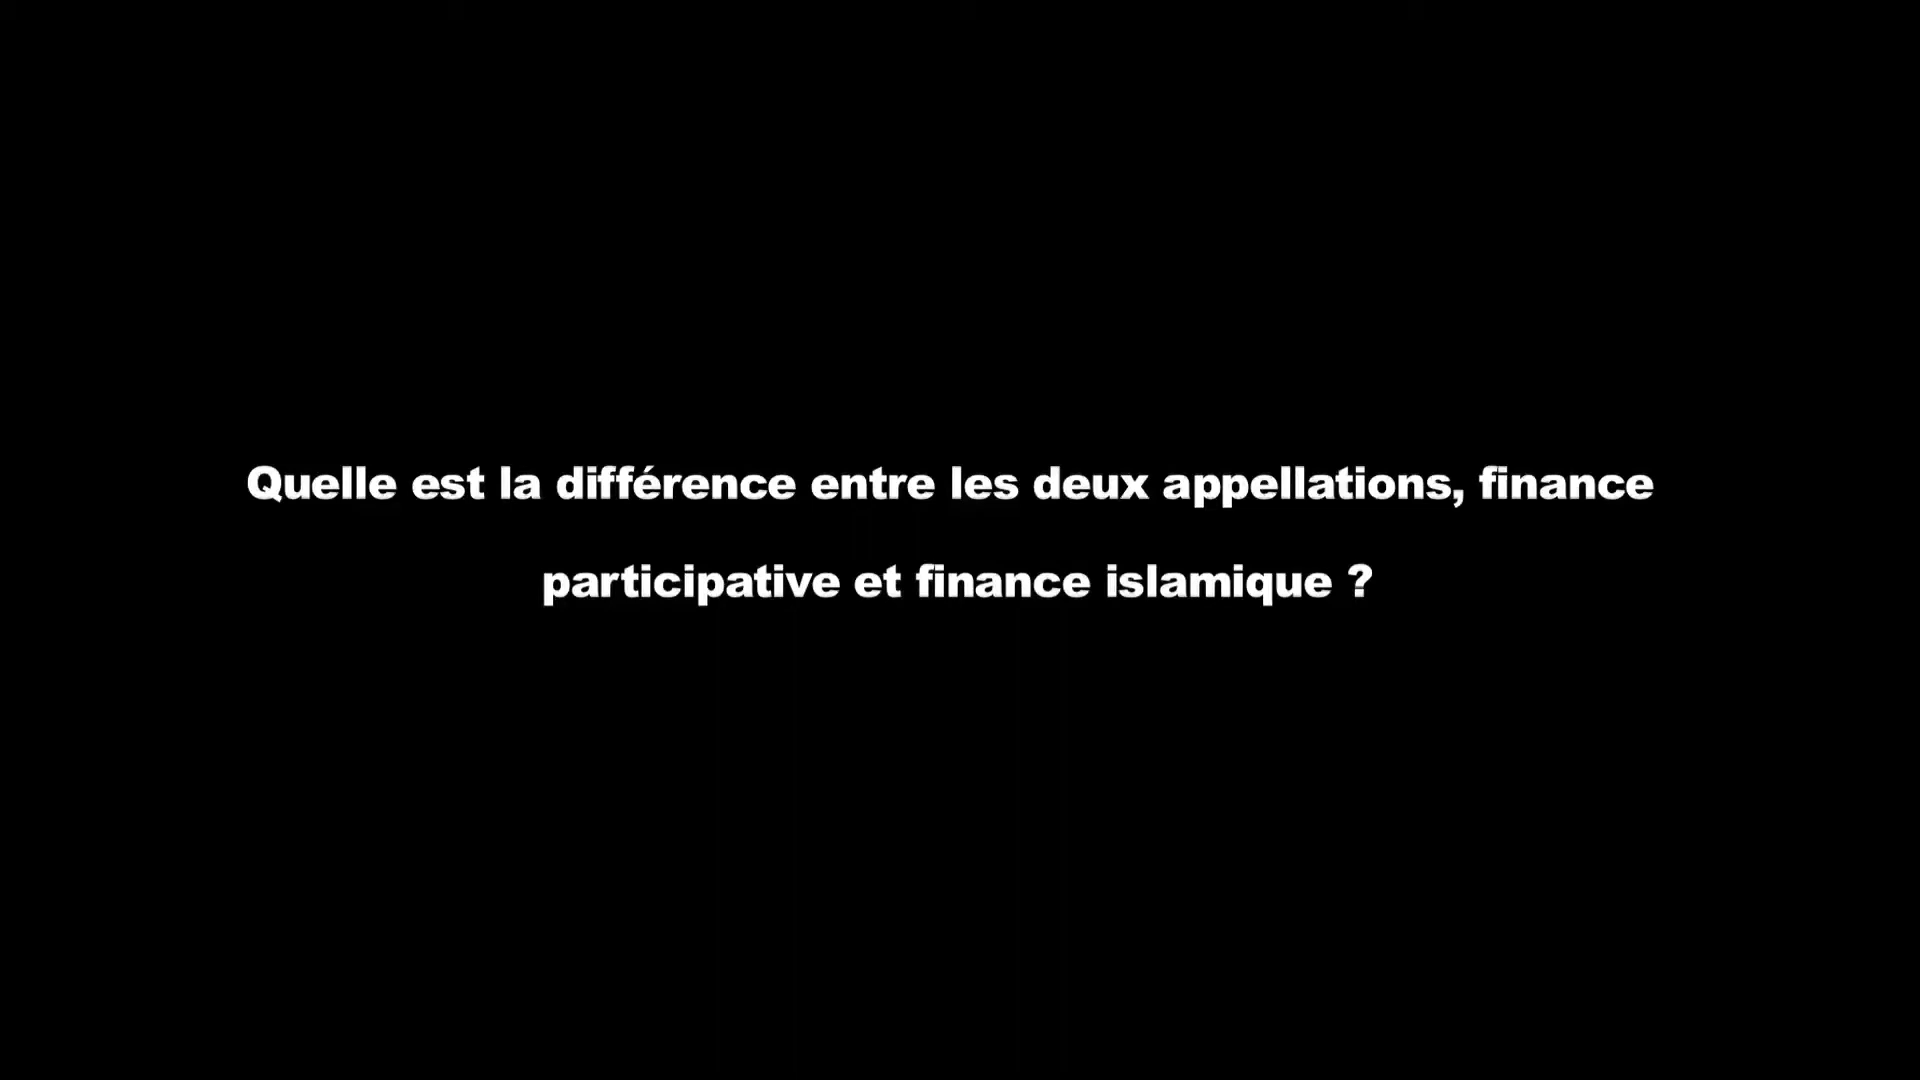 Quelle est la différence entre les deux appellations, finance
participative et finance islamique ?